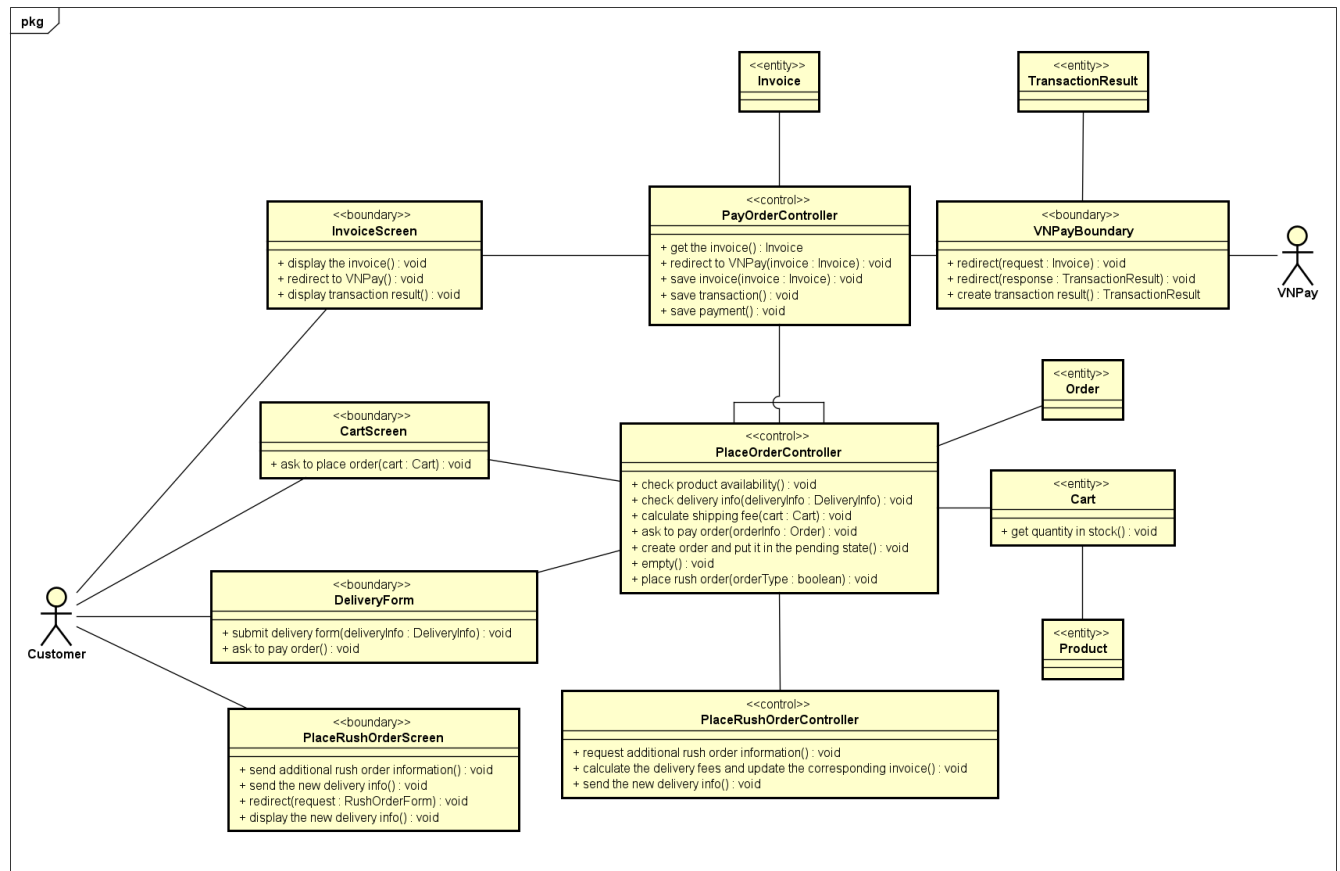 pkg
<<entity>>
Invoice
<<entity>>
TransactionResult
<<boundary>>
InvoiceScreen
+ display the invoice() : void
+ redirect to VNPay() : void
+ display transaction result() : void
<<control>>
PayOrderController
+ get the invoice() : Invoice
+ redirect to VNPay(invoice : Invoice) : void
+ save invoice(invoice : Invoice) : void
+ save transaction() : void
+ save payment() : void
<<boundary>>
VNPayBoundary
+ redirect(request : Invoice) : void
+ redirect(response : TransactionResult) : void
+ create transaction result() : TransactionResult
VNPay
<<entity>>
Order
<<boundary>>
CartScreen
+ ask to place order(cart : Cart) : void
<<control>>
PlaceOrderController
+ check product availability() : void
+ check delivery info(deliveryInfo : DeliveryInfo) : void
+ calculate shipping fee(cart : Cart) : void
+ ask to pay order(orderInfo : Order) : void
+ create order and put it in the pending state() : void
+ empty() : void
+ place rush order(orderType : boolean) : void
<<entity>>
Cart
+ get quantity in stock() : void
<<boundary>>
DeliveryForm
+ submit delivery form(deliveryInfo : DeliveryInfo) : void
+ ask to pay order() : void
Customer
<<entity>>
Product
<<boundary>>
PlaceRushOrderScreen
+ send additional rush order information() : void
+ send the new delivery info() : void
+ redirect(request : RushOrderForm) : void
+ display the new delivery info() : void
<<control>>
PlaceRushOrderController
+ request additional rush order information() : void
+ calculate the delivery fees and update the corresponding invoice() : void
+ send the new delivery info() : void